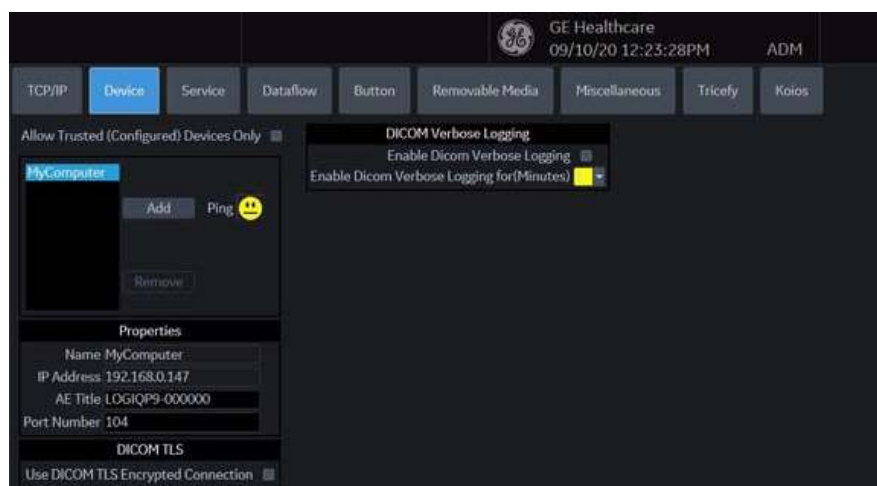 GE Healthcare
09/10/20 12:23:28PM ADM
TCP/IP Device Service Dataflow Button Removable Media Miscellaneous Tricefy Koios
Allow Trusted (Configured) Devices Only
MyComputer
Add Ping
Remove
Properties
Name MyComputer
IP Address 192.168.0.147
AE Title LOGIQP9-000000
Port Number 104
DICOM TLS
Use DICOM TLS Encrypted Connection
DICOM Verbose Logging
Enable Dicom Verbose Logging
Enable Dicom Verbose Logging for(Minutes)